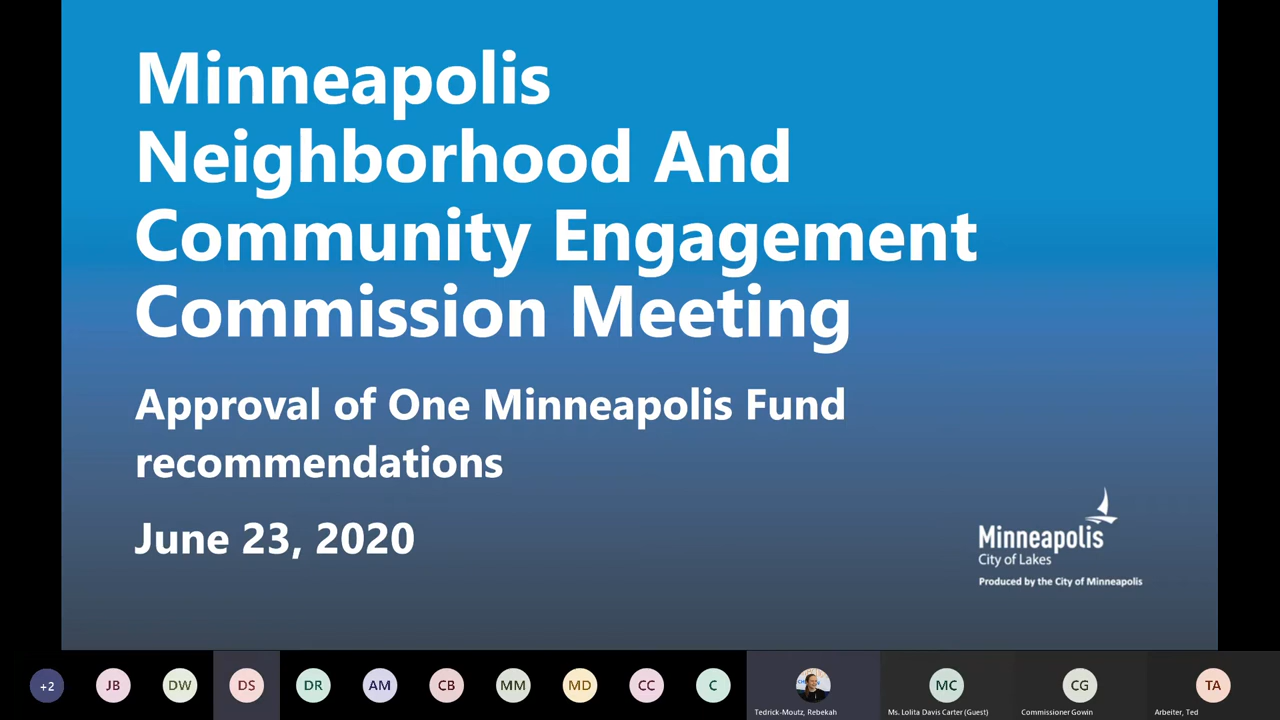 Minneapolis
Neighborhood And
Community Engagement
Commission Meeting
Approval of One Minneapolis Fund
recommendations
June 23, 2020
Minneapolis
City of Lakes
Produced by the City of Minneapolis
+2 JB DW DS DR AM CB MM MD CC C MC CG TA
Tedrick-Moutz, Rebekah Ms. Lolita Davis Carter (Guest) Commissioner Gowin Arbeiter, Ted